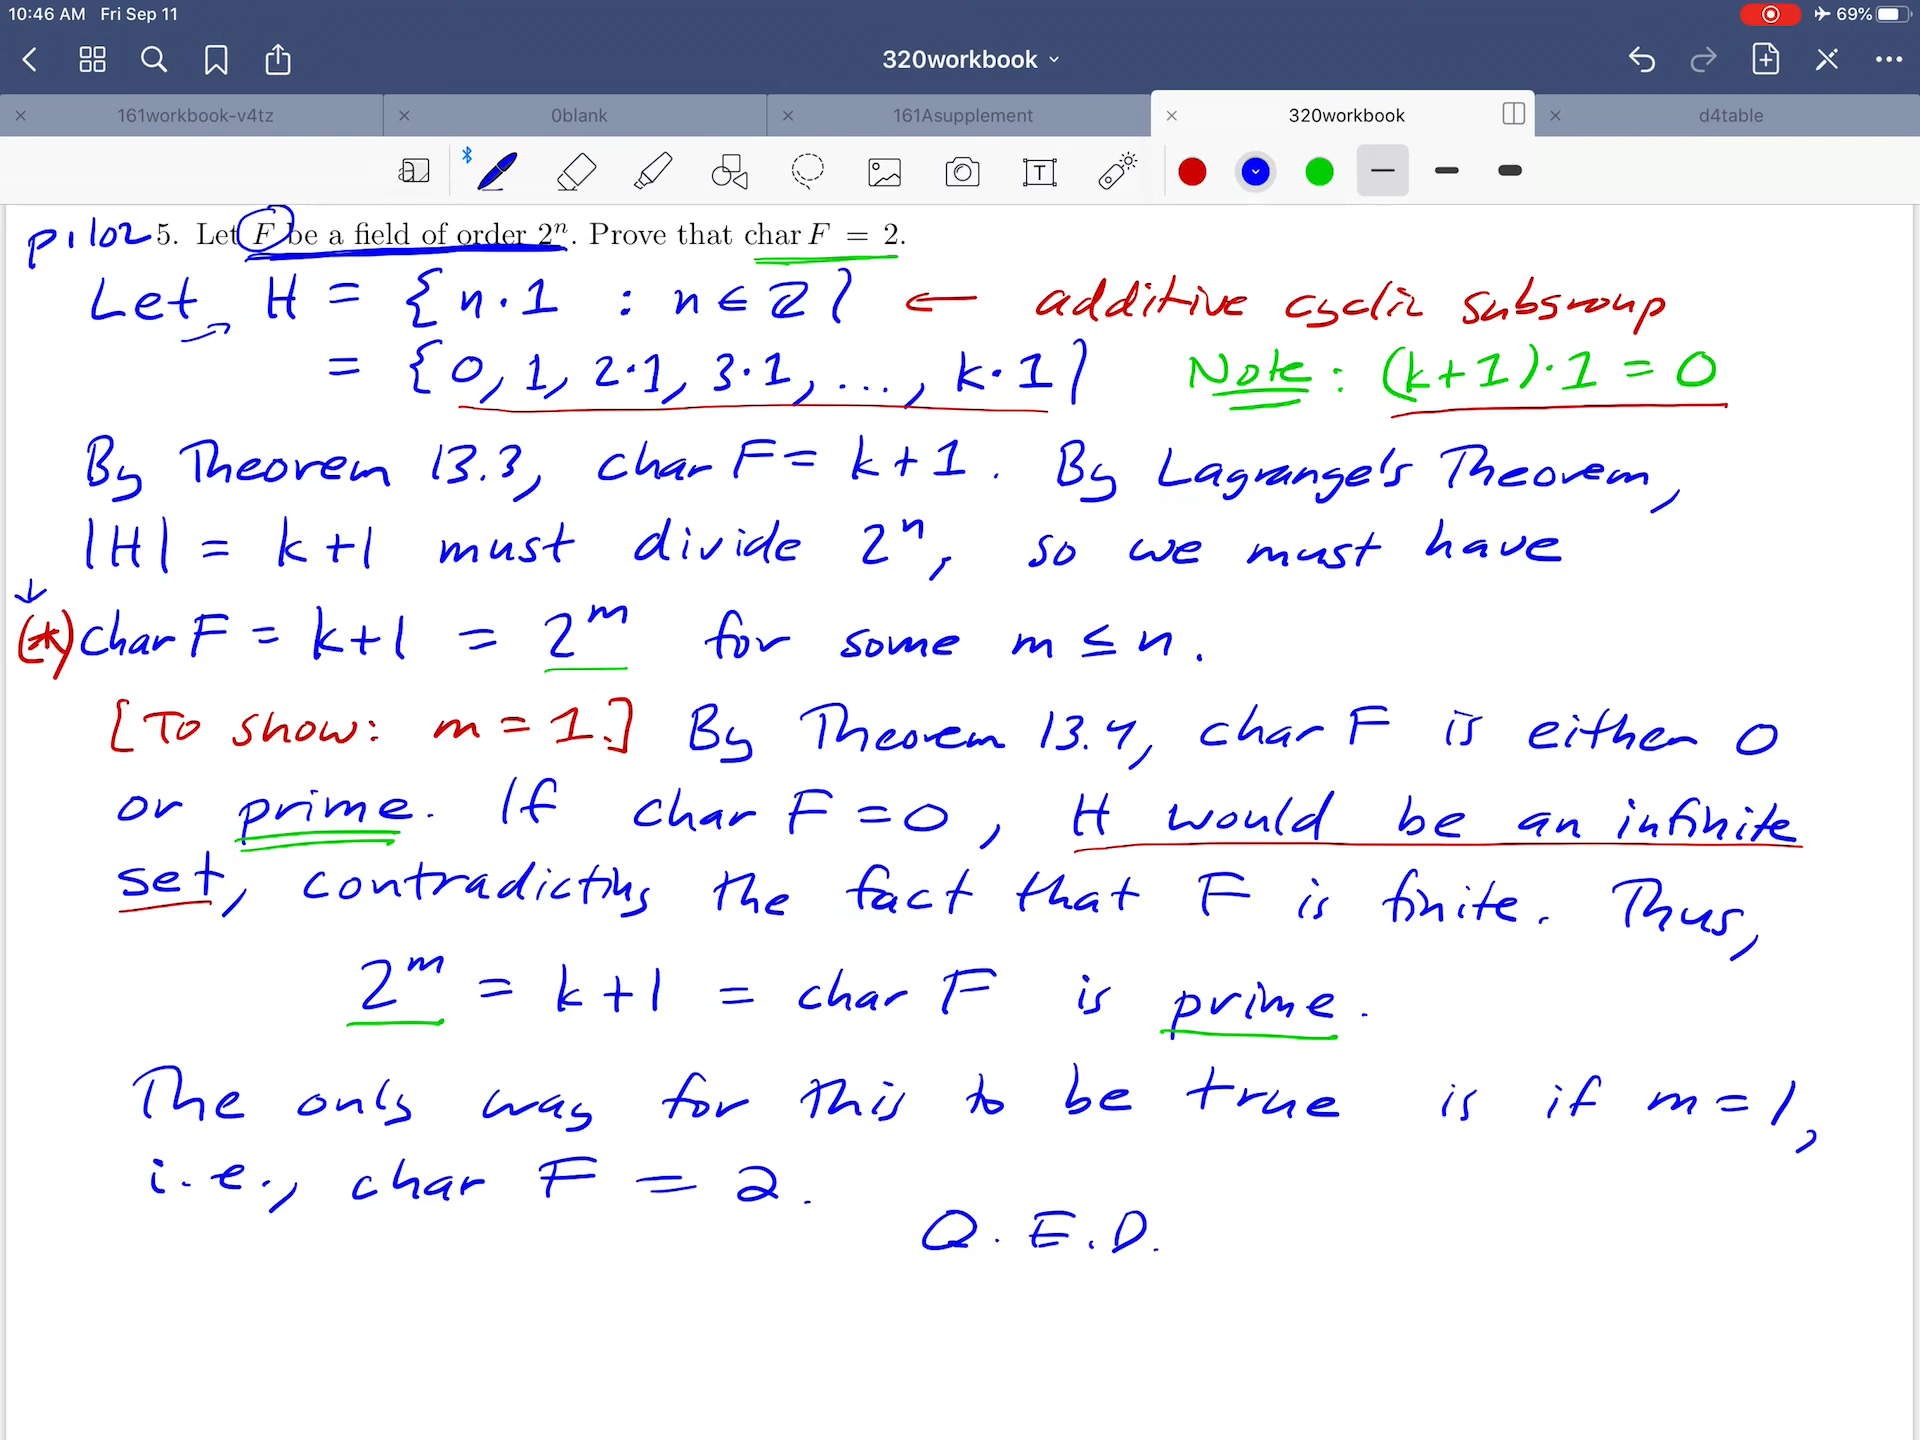 10:46 AM Fri Sep 11
69%
320workbook
161workbook-v4tz
0blank
161Asupplement
320workbook
d4table
p.102 5. Let F be a field of order 2ⁿ. Prove that char F = 2.
Let H = {n·1 : n ∈ ℤ} ← additive cyclic subgroup
= {0, 1, 2·1, 3·1, ..., k·1} Note: (k+1)·1 = 0
By Theorem 13.3, char F = k+1. By Lagrange's Theorem,
|H| = k+1 must divide 2ⁿ, so we must have
(*) char F = k+1 = 2ᵐ for some m ≤ n.
[To show: m = 1.] By Theorem 13.4, char F is either 0
or prime. If char F = 0, H would be an infinite
set, contradicting the fact that F is finite. Thus,
2ᵐ = k+1 = char F is prime.
The only way for this to be true is if m = 1,
i.e., char F = 2.
Q.E.D.